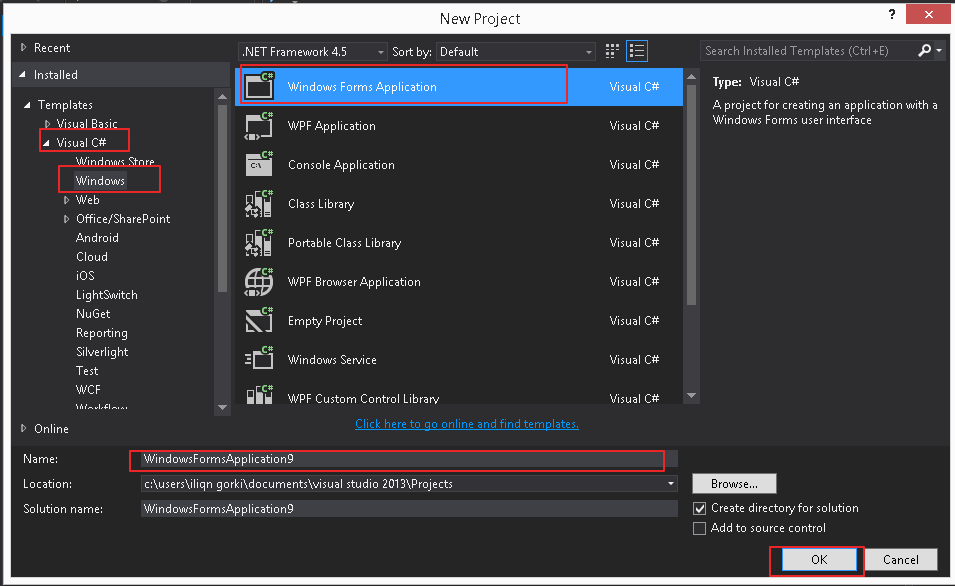 New Project
?
Recent
Installed
Templates
Visual Basic
Visual C#
Windows Store
Windows
Web
Office/SharePoint
Android
Cloud
iOS
LightSwitch
NuGet
Reporting
Silverlight
Test
WCF
Workflow
Online
.NET Framework 4.5
Sort by: Default
Windows Forms Application Visual C#
WPF Application Visual C#
Console Application Visual C#
Class Library Visual C#
Portable Class Library Visual C#
WPF Browser Application Visual C#
Empty Project Visual C#
Windows Service Visual C#
WPF Custom Control Library Visual C#
Click here to go online and find templates.
Search Installed Templates (Ctrl+E)
Type: Visual C#
A project for creating an application with a
Windows Forms user interface
Name: WindowsFormsApplication9
Location: c:\users\iliqn gorki\documents\visual studio 2013\Projects
Solution name: WindowsFormsApplication9
Browse...
Create directory for solution
Add to source control
OK Cancel